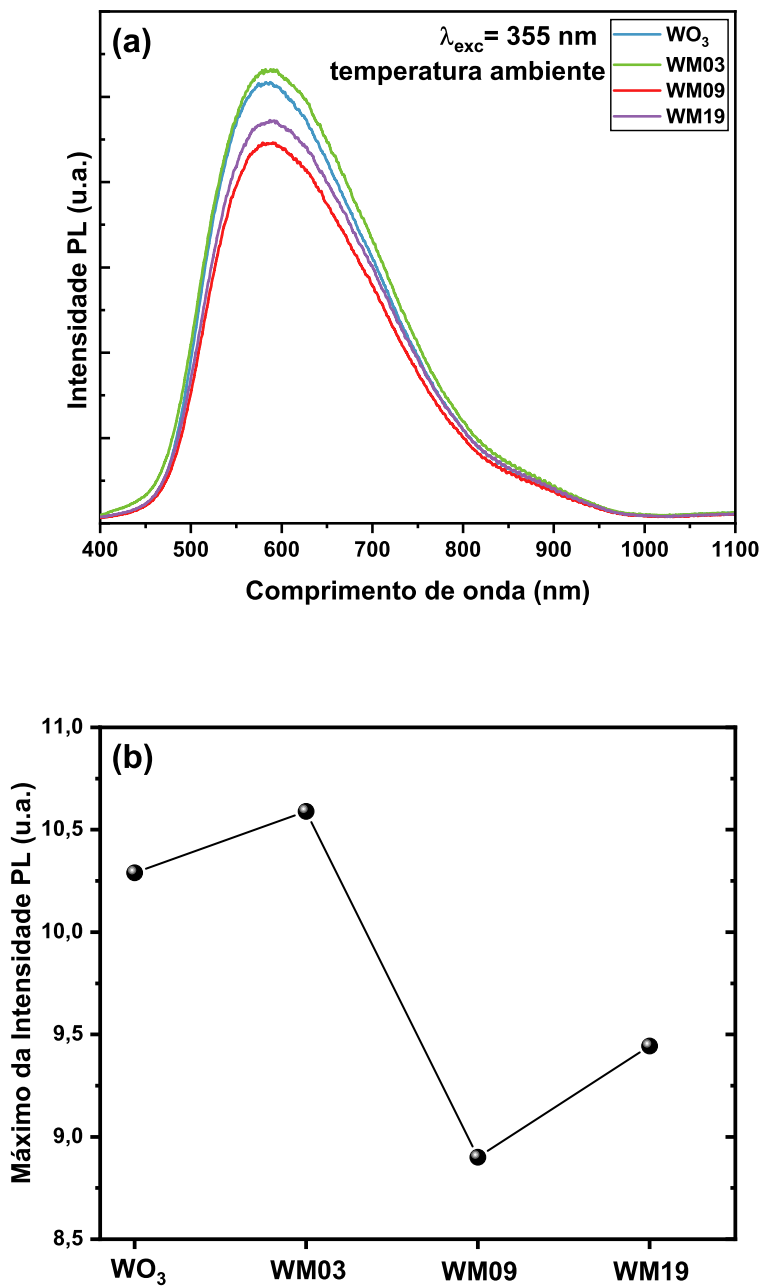 (a)
λexc= 355 nm
temperatura ambiente
WO3
WM03
WM09
WM19
Intensidade PL (u.a.)
400 500 600 700 800 900 1000 1100
Comprimento de onda (nm)
(b)
Máximo da Intensidade PL (u.a.)
11,0
10,5
10,0
9,5
9,0
8,5
WO3 WM03 WM09 WM19